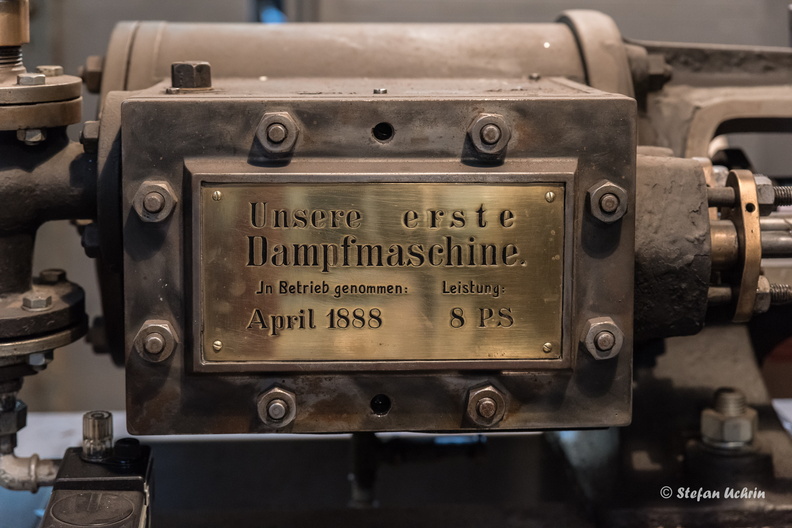 Unsere erste
Dampfmaschine.
Jn Betrieb genommen: Leistung:
April 1888 8 PS
© Stefan Uchrin